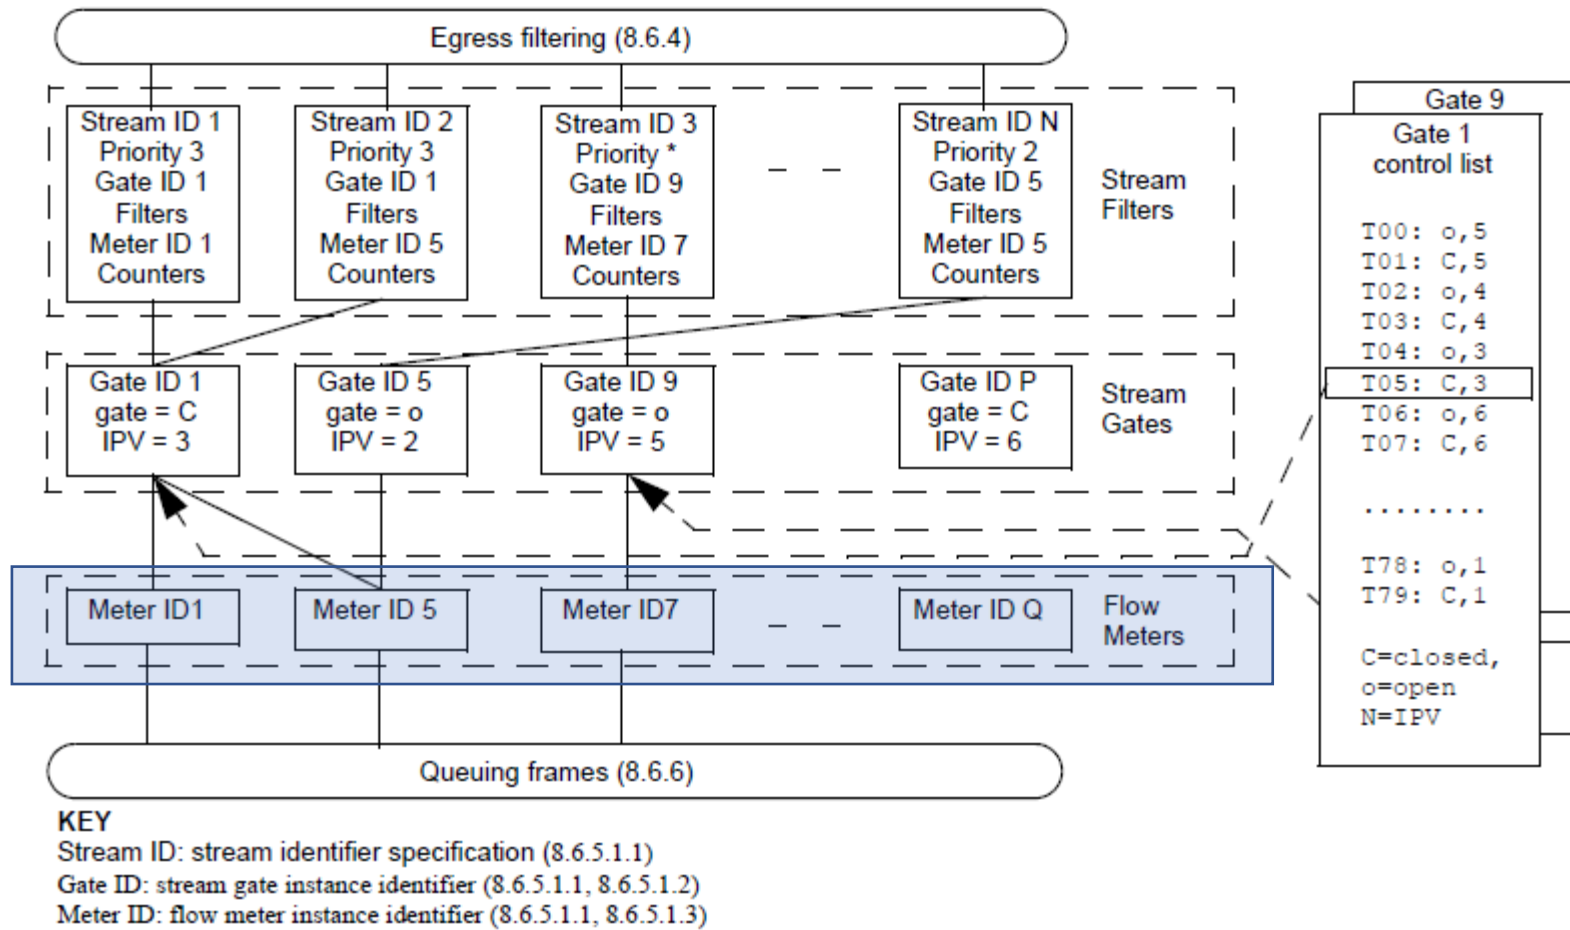 Egress filtering (8.6.4)
Stream ID 1
Priority 3
Gate ID 1
Filters
Meter ID 1
Counters
Stream ID 2
Priority 3
Gate ID 1
Filters
Meter ID 5
Counters
Stream ID 3
Priority *
Gate ID 9
Filters
Meter ID 7
Counters
Stream ID N
Priority 2
Gate ID 5
Filters
Meter ID 5
Counters
Stream
Filters
Gate ID 1
gate = C
IPV = 3
Gate ID 5
gate = o
IPV = 2
Gate ID 9
gate = o
IPV = 5
Gate ID P
gate = C
IPV = 6
Stream
Gates
Meter ID1
Meter ID 5
Meter ID7
Meter ID Q
Flow
Meters
Queuing frames (8.6.6)
Gate 9
Gate 1
control list
T00: o,5
T01: C,5
T02: o,4
T03: C,4
T04: o,3
T05: C,3
T06: o,6
T07: C,6
........
T78: o,1
T79: C,1
C=closed,
o=open
N=IPV
KEY
Stream ID: stream identifier specification (8.6.5.1.1)
Gate ID: stream gate instance identifier (8.6.5.1.1, 8.6.5.1.2)
Meter ID: flow meter instance identifier (8.6.5.1.1, 8.6.5.1.3)